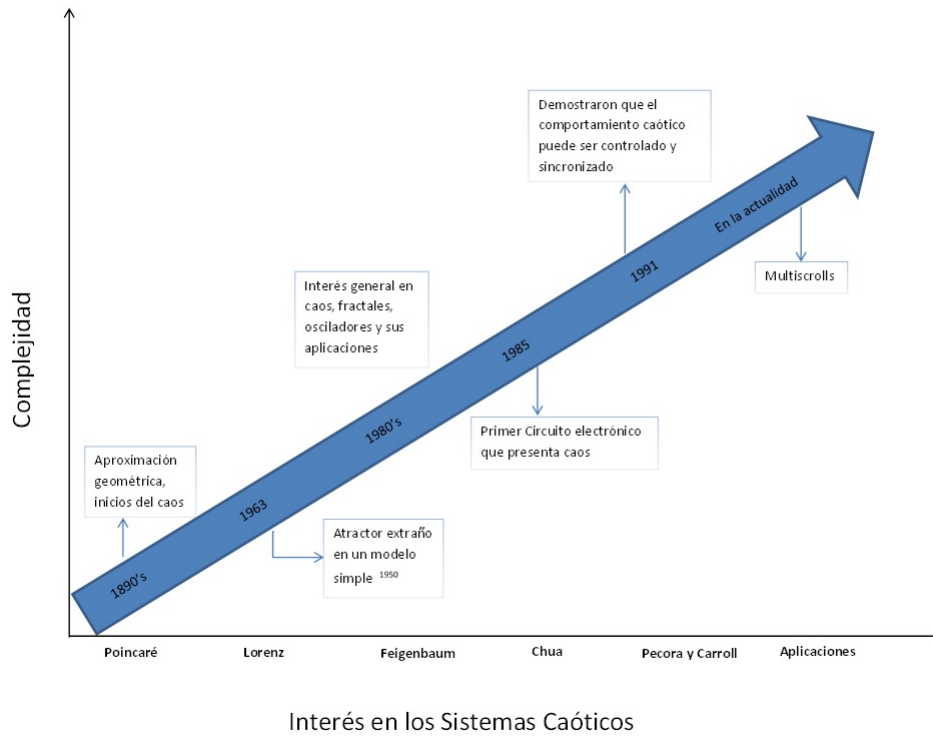 Complejidad
Demostraron que el
comportamiento caótico
puede ser controlado y
sincronizado
En la actualidad
Multiscrolls
1991
Interés general en
caos, fractales,
osciladores y sus
aplicaciones
1985
Primer Circuito electrónico
que presenta caos
1980's
Aproximación
geométrica,
inicios del caos
1963
Atractor extraño
en un modelo
simple 1950
1890's
Poincaré Lorenz Feigenbaum Chua Pecora y Carroll Aplicaciones
Interés en los Sistemas Caóticos